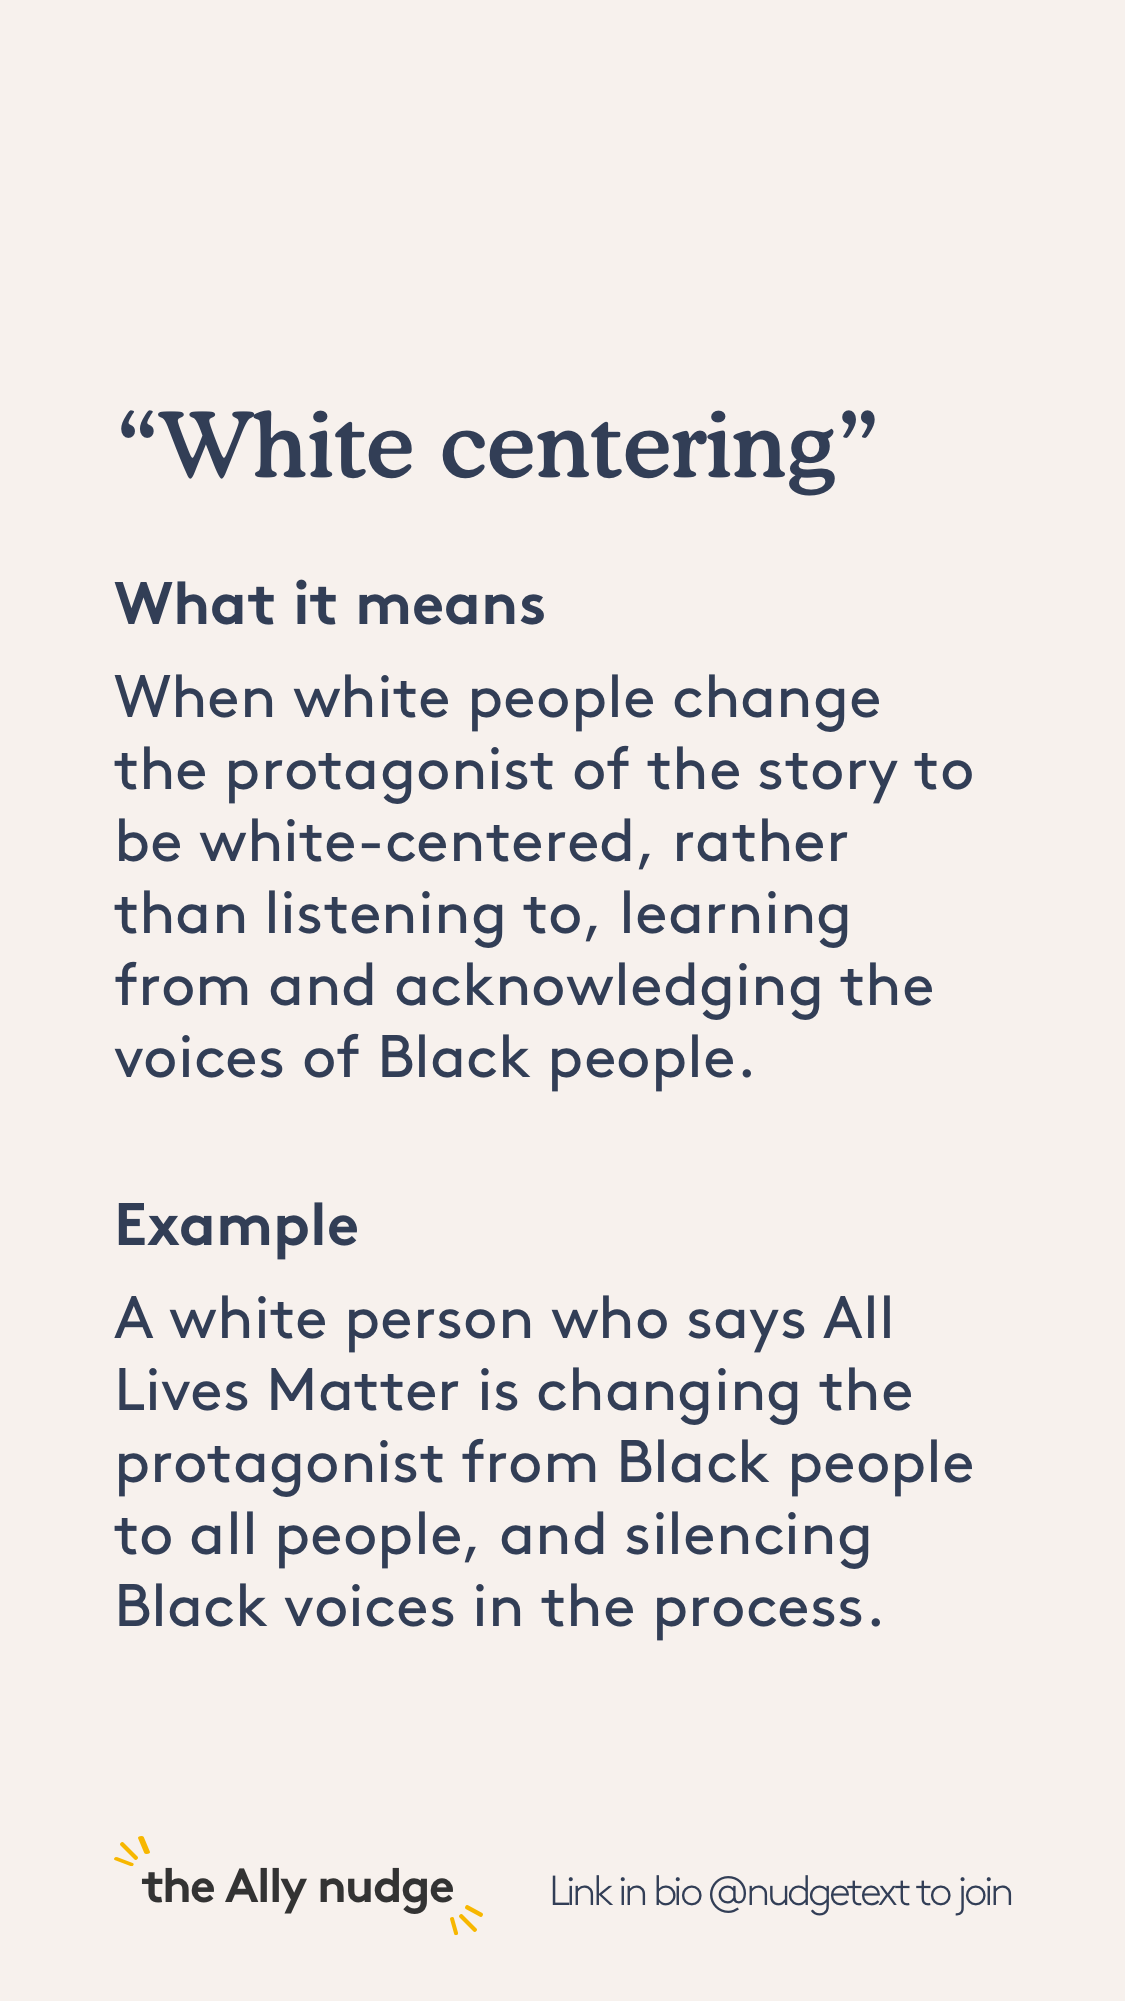 “White centering”
What it means
When white people change
the protagonist of the story to
be white-centered, rather
than listening to, learning
from and acknowledging the
voices of Black people.
Example
A white person who says All
Lives Matter is changing the
protagonist from Black people
to all people, and silencing
Black voices in the process.
the Ally nudge
Link in bio @nudgetext to join